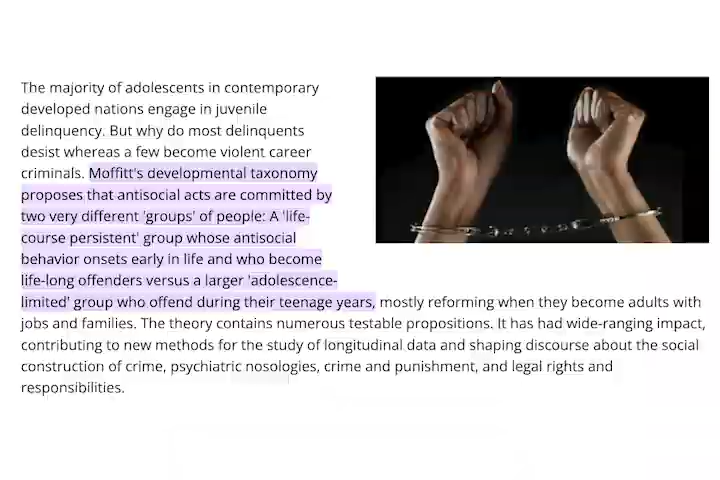 The majority of adolescents in contemporary
developed nations engage in juvenile
delinquency. But why do most delinquents
desist whereas a few become violent career
criminals. Moffitt's developmental taxonomy
proposes that antisocial acts are committed by
two very different 'groups' of people: A 'life-
course persistent' group whose antisocial
behavior onsets early in life and who become
life-long offenders versus a larger 'adolescence-
limited' group who offend during their teenage years, mostly reforming when they become adults with
jobs and families. The theory contains numerous testable propositions. It has had wide-ranging impact,
contributing to new methods for the study of longitudinal data and shaping discourse about the social
construction of crime, psychiatric nosologies, crime and punishment, and legal rights and
responsibilities.